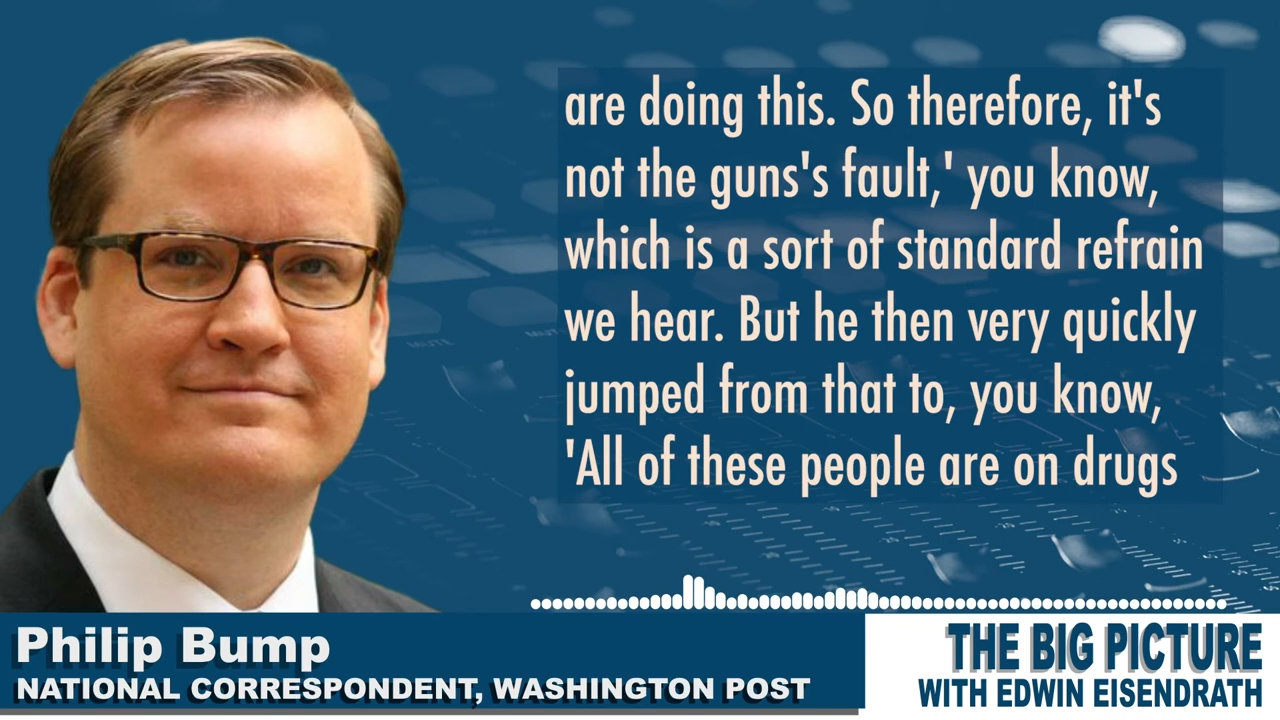 are doing this. So therefore, it's
not the guns's fault,' you know,
which is a sort of standard refrain
we hear. But he then very quickly
jumped from that to, you know,
'All of these people are on drugs
MUTE
Philip Bump
NATIONAL CORRESPONDENT, WASHINGTON POST
THE BIG PICTURE
WITH EDWIN EISENDRATH